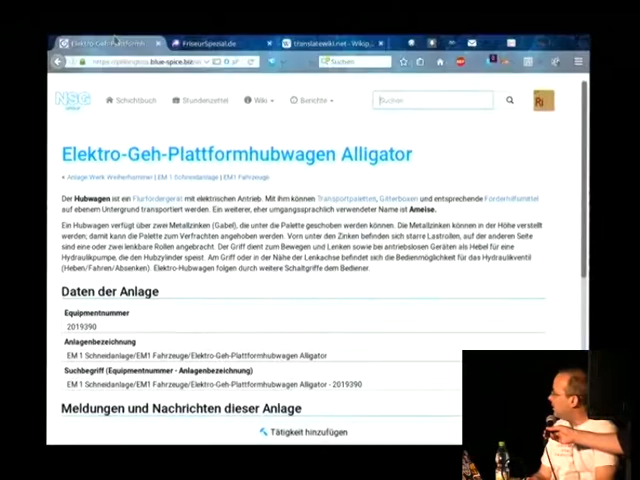 Elektro-Geh-Plattformh
FriseurSpezial.de
translatewiki.net - Wikip...
blue-spice.biz
Suchen
NSG
Schichtbuch
Stundenzettel
Wiki
Berichte
Suchen
Ri
Elektro-Geh-Plattformhubwagen Alligator
Anlage Werk Weiherhammer | EM 1 Schneidanlage | EM1 Fahrzeuge
Der Hubwagen ist ein Flurfördergerät mit elektrischen Antrieb. Mit ihm können Transportpaletten, Gitterboxen und entsprechende Förderhilfsmittel
auf ebenem Untergrund transportiert werden. Ein weiterer, eher umgangssprachlich verwendeter Name ist Ameise.
Ein Hubwagen verfügt über zwei Metallzinken (Gabel), die unter die Palette geschoben werden können. Die Metallzinken können in der Höhe verstellt
werden; damit kann die Palette zum Verfrachten angehoben werden. Vorn unter den Zinken befinden sich starre Lastrollen, auf der anderen Seite
sind eine oder zwei lenkbare Rollen angebracht. Der Griff dient zum Bewegen und Lenken sowie bei antriebslosen Geräten als Hebel für eine
Hydraulikpumpe, die den Hubzylinder speist. Am Griff oder in der Nähe der Lenkachse befindet sich die Bedienmöglichkeit für das Hydraulikventil
(Heben/Fahren/Absenken). Elektro-Hubwagen folgen durch weitere Schaltgriffe dem Bediener.
Daten der Anlage
Equipmentnummer
2019390
Anlagenbezeichnung
EM 1 Schneidanlage/EM1 Fahrzeuge/Elektro-Geh-Plattformhubwagen Alligator
Suchbegriff (Equipmentnummer - Anlagenbezeichnung)
EM 1 Schneidanlage/EM1 Fahrzeuge/Elektro-Geh-Plattformhubwagen Alligator - 2019390
Meldungen und Nachrichten dieser Anlage
Tätigkeit hinzufügen